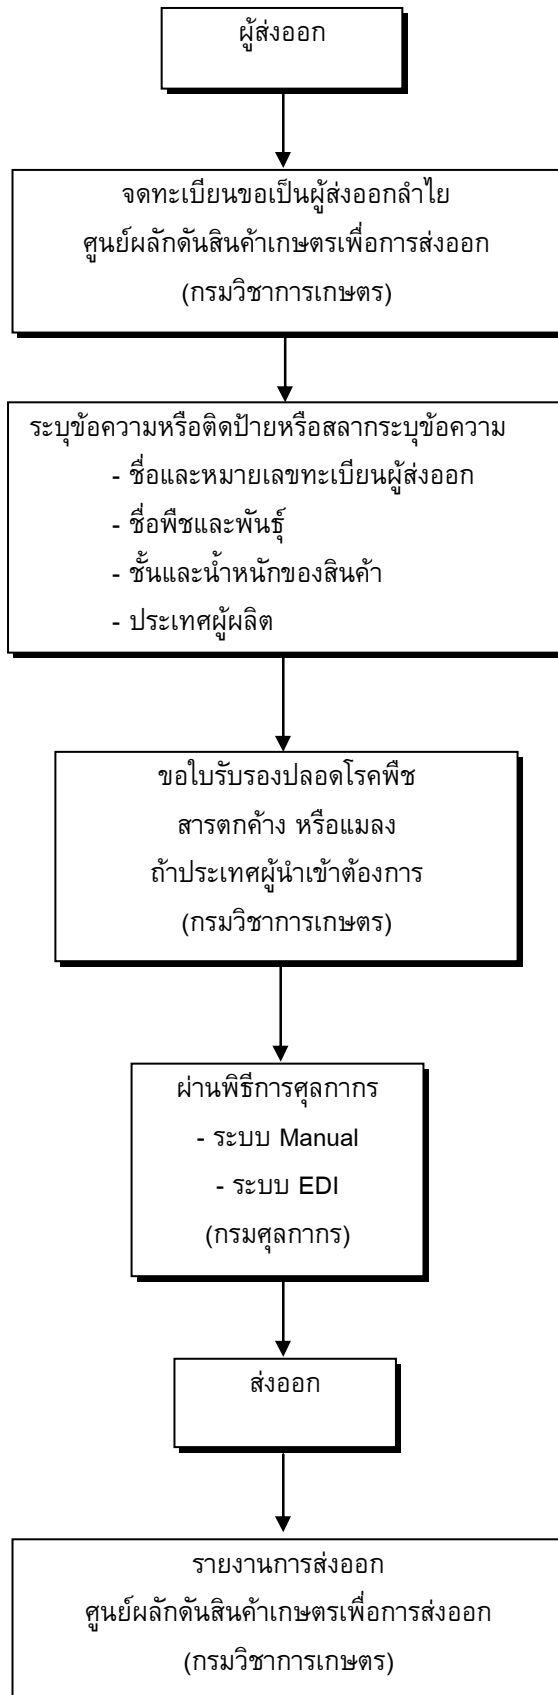 ผู้ส่งออก
จดทะเบียนขอเป็นผู้ส่งออกลำไย
ศูนย์ผลักดันสินค้าเกษตรเพื่อการส่งออก
(กรมวิชาการเกษตร)
ระบุข้อความหรือติดป้ายหรือสลากระบุข้อความ
- ชื่อและหมายเลขทะเบียนผู้ส่งออก
- ชื่อพืชและพันธุ์
- ชั้นและน้ำหนักของสินค้า
- ประเทศผู้ผลิต
ขอใบรับรองปลอดโรคพืช
สารตกค้าง หรือแมลง
ถ้าประเทศผู้นำเข้าต้องการ
(กรมวิชาการเกษตร)
ผ่านพิธีการศุลกากร
- ระบบ Manual
- ระบบ EDI
(กรมศุลกากร)
ส่งออก
รายงานการส่งออก
ศูนย์ผลักดันสินค้าเกษตรเพื่อการส่งออก
(กรมวิชาการเกษตร)